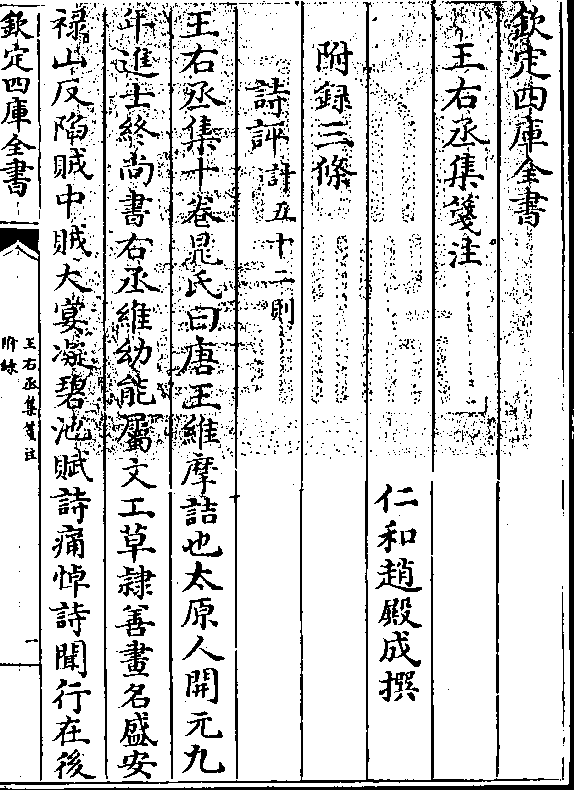 欽定四庫全書
王右丞集箋注
仁和趙殿成撰
附録三條
詩評計五十二則
王右丞集十卷晁氏曰唐王維摩詰也太原人開元九
年進士終尚書右丞維幼能屬文工草隷善畫名盛安
禄山反陷賊中賊大宴凝碧池賦詩痛悼詩聞行在後
欽定四庫全書
王右丞集箋注
附録
一